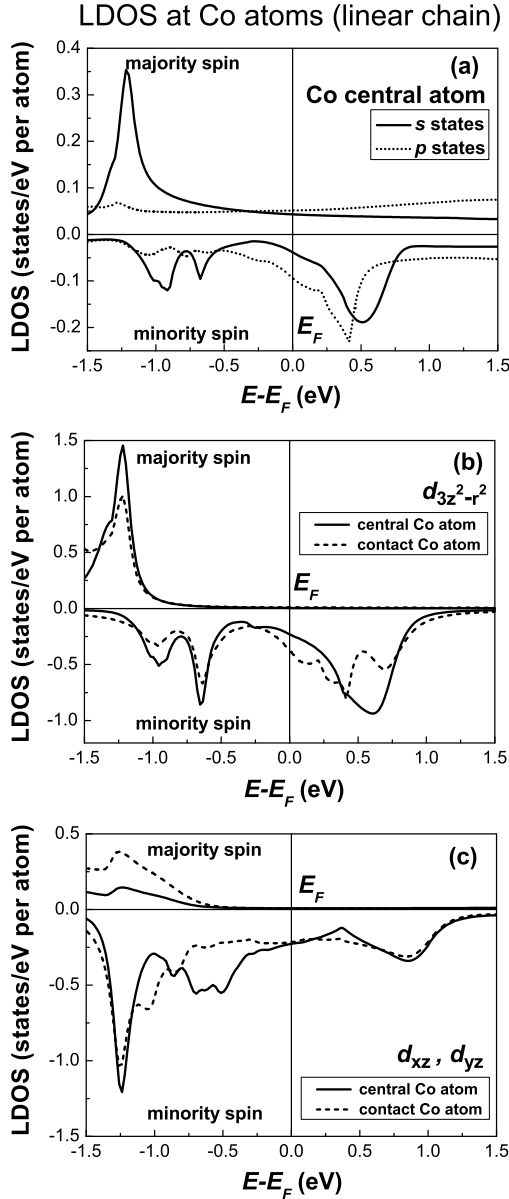 LDOS at Co atoms (linear chain)
LDOS (states/eV per atom)
0.4
0.3
0.2
0.1
0.0
-0.1
-0.2
majority spin
(a)
Co central atom
s states
p states
minority spin
E_F
-1.5 -1.0 -0.5 0.0 0.5 1.0 1.5
E-E_F (eV)
LDOS (states/eV per atom)
1.5
1.0
0.5
0.0
-0.5
-1.0
majority spin
(b)
d_3z²-r²
central Co atom
contact Co atom
E_F
minority spin
-1.5 -1.0 -0.5 0.0 0.5 1.0 1.5
E-E_F (eV)
LDOS (states/eV per atom)
0.5
0.0
-0.5
-1.0
-1.5
majority spin
(c)
E_F
d_xz , d_yz
central Co atom
contact Co atom
minority spin
-1.5 -1.0 -0.5 0.0 0.5 1.0 1.5
E-E_F (eV)